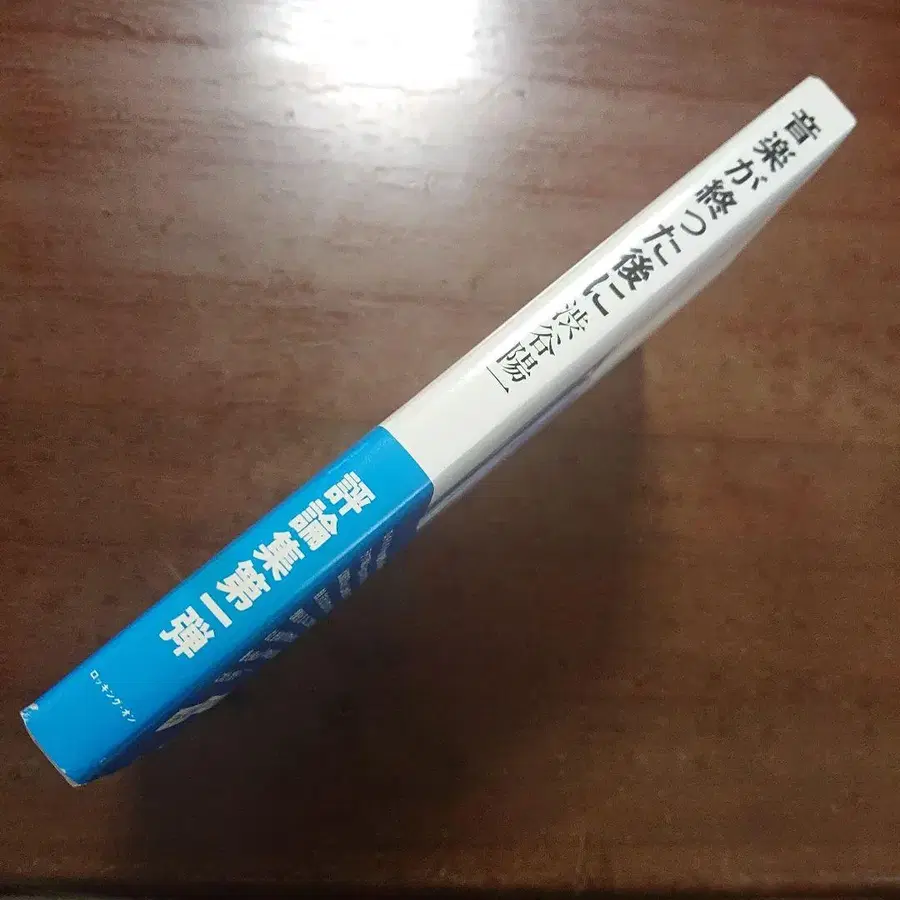 音楽が終った後に
渋谷陽一
評論集第一弾
ロッキング・オン